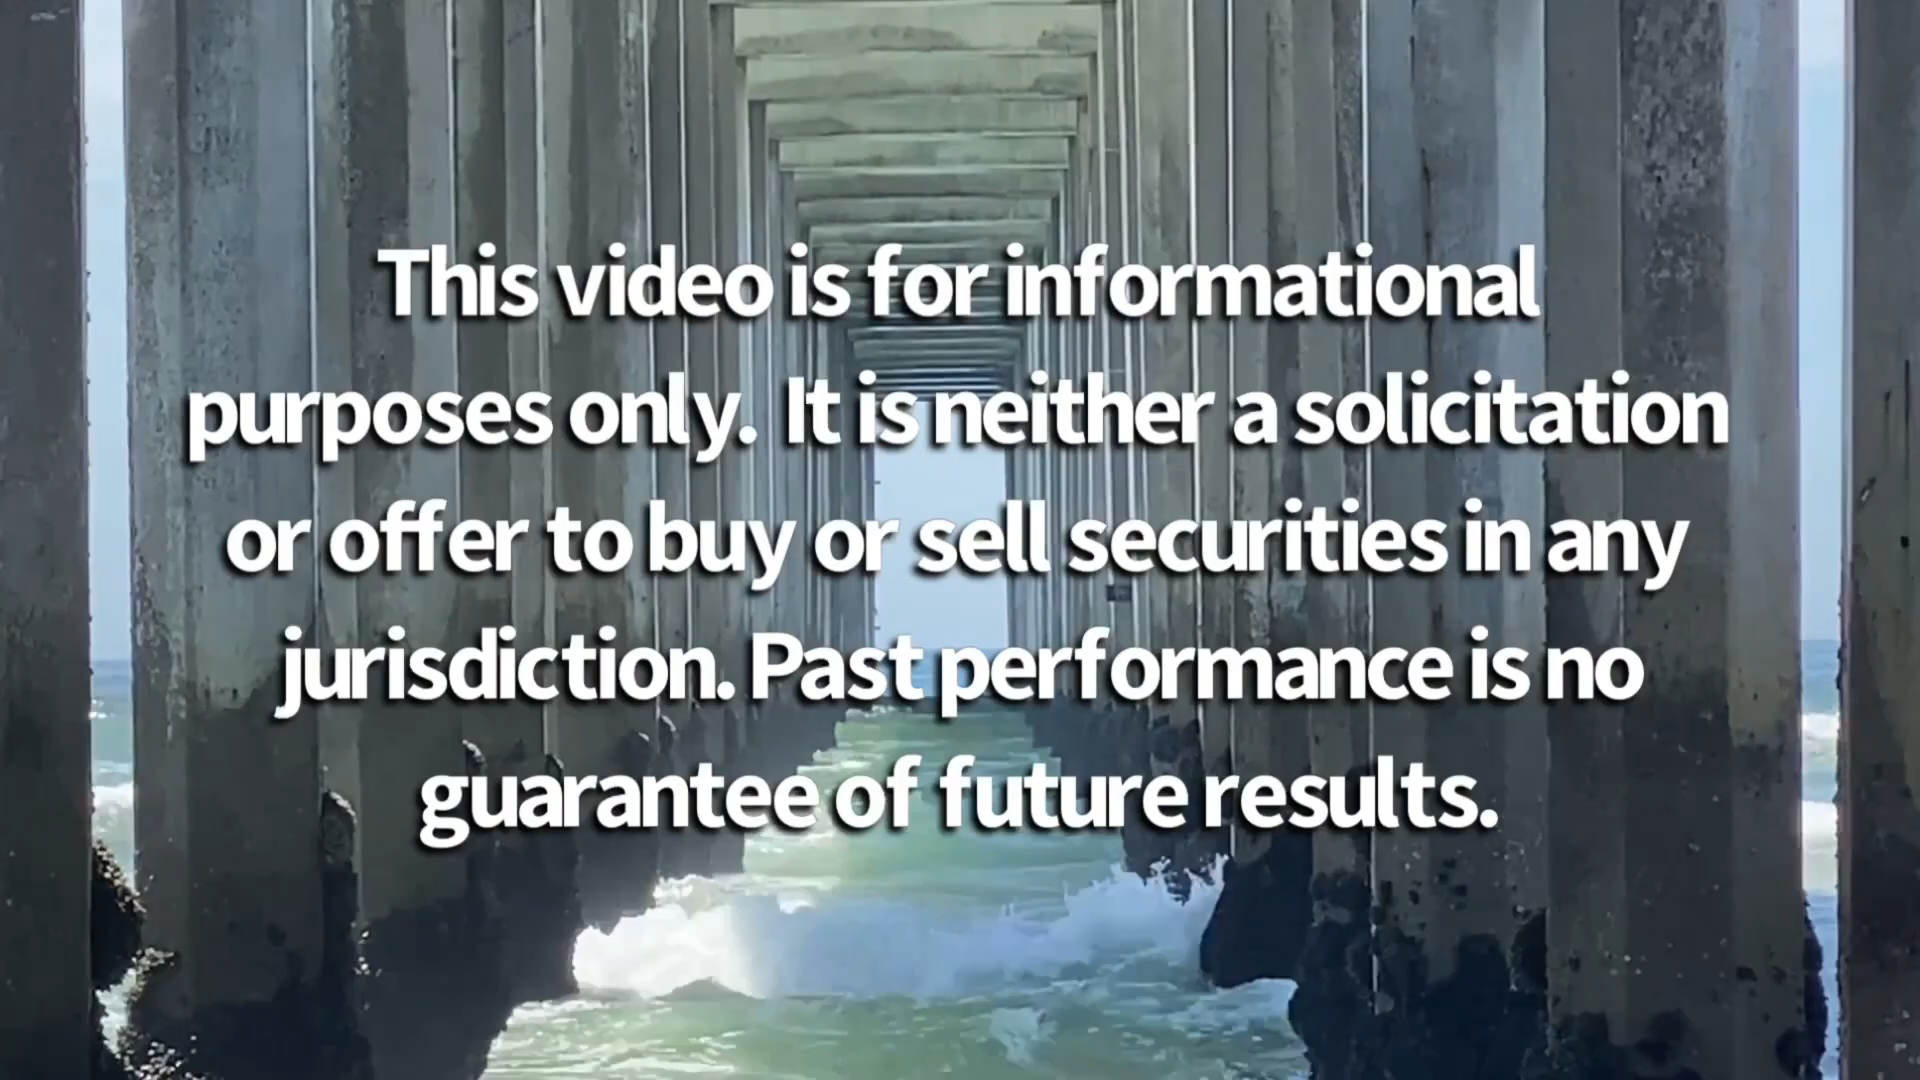 This video is for informational
purposes only. It is neither a solicitation
or offer to buy or sell securities in any
jurisdiction. Past performance is no
guarantee of future results.